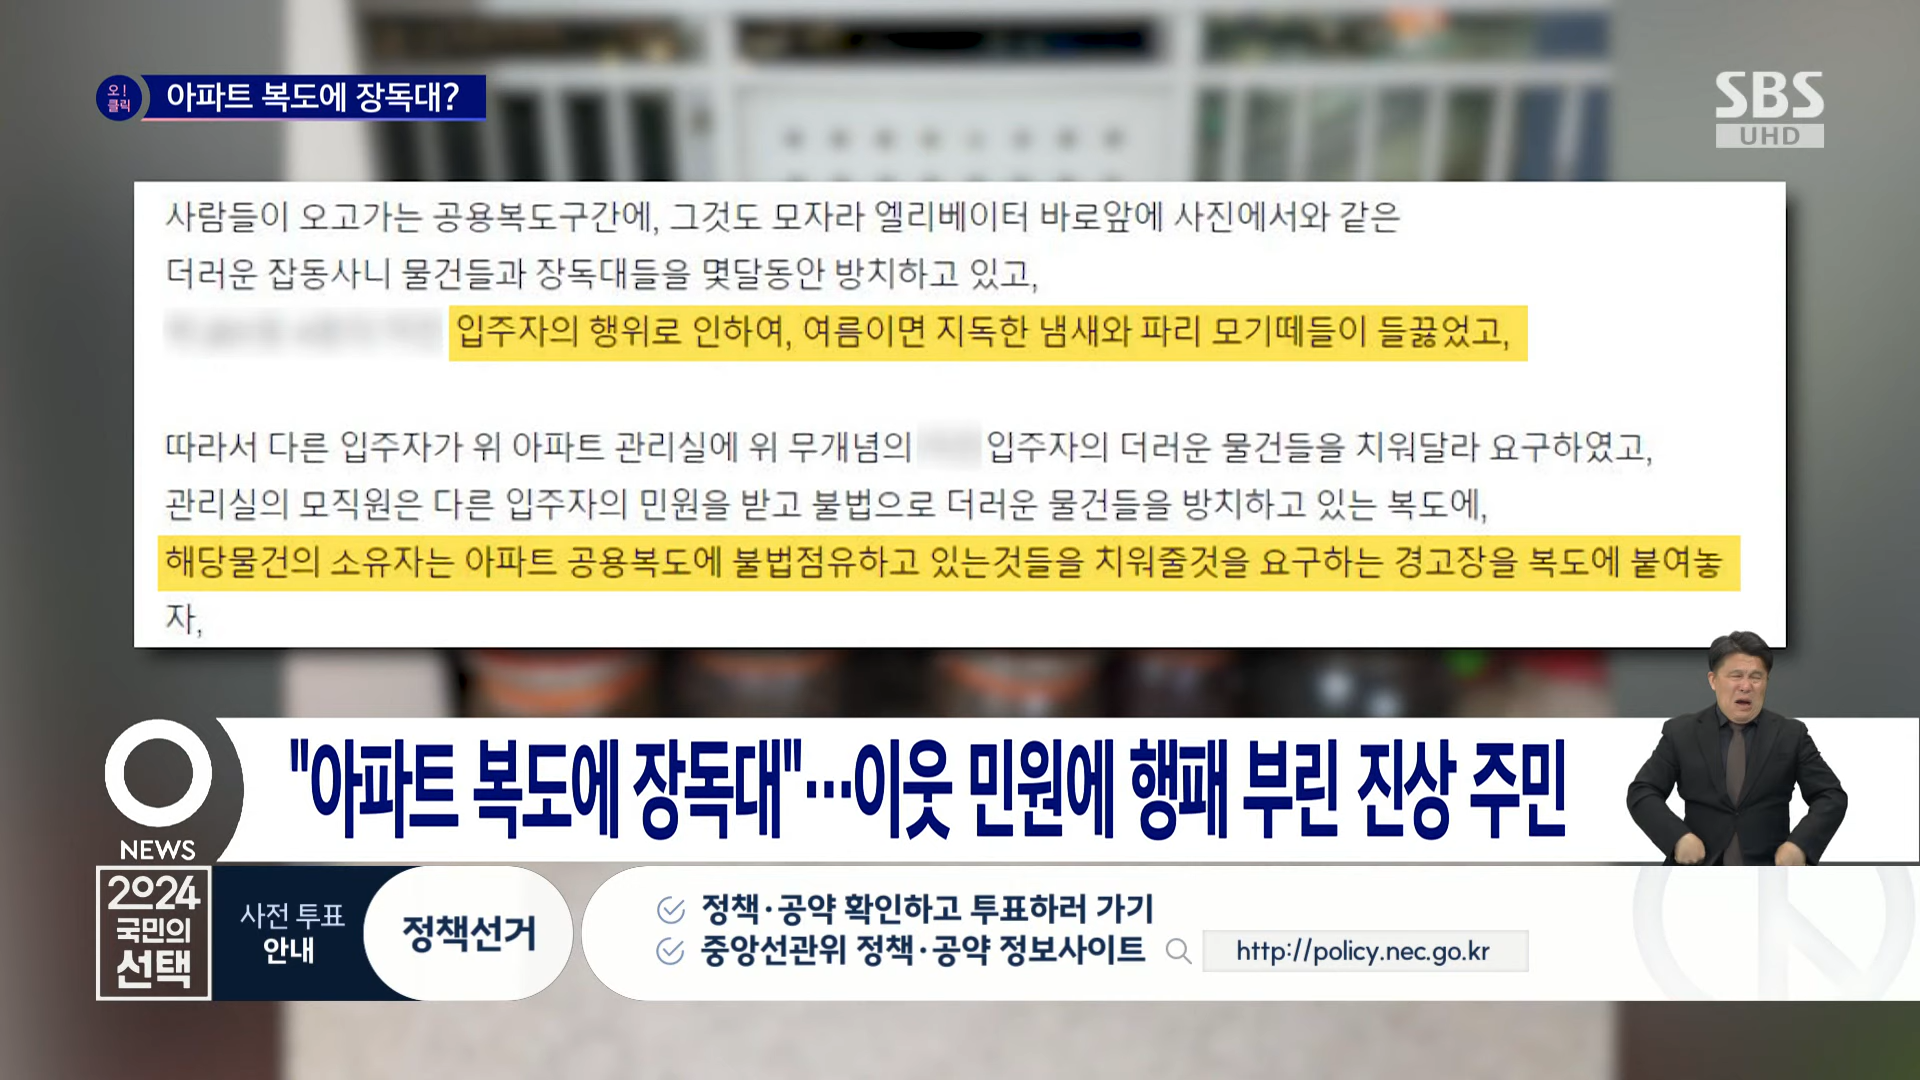 오!
클릭
아파트 복도에 장독대?
SBS
UHD
사람들이 오고가는 공용복도구간에, 그것도 모자라 엘리베이터 바로앞에 사진에서와 같은
더러운 잡동사니 물건들과 장독대들을 몇달동안 방치하고 있고,
입주자의 행위로 인하여, 여름이면 지독한 냄새와 파리 모기떼들이 들끓었고,
따라서 다른 입주자가 위 아파트 관리실에 위 무개념의 입주자의 더러운 물건들을 치워달라 요구하였고,
관리실의 모직원은 다른 입주자의 민원을 받고 불법으로 더러운 물건들을 방치하고 있는 복도에,
해당물건의 소유자는 아파트 공용복도에 불법점유하고 있는것들을 치워줄것을 요구하는 경고장을 복도에 붙여놓
자,
"아파트 복도에 장독대"…이웃 민원에 행패 부린 진상 주민
NEWS
2024
국민의
선택
사전 투표
안내
정책선거
정책·공약 확인하고 투표하러 가기
중앙선관위 정책·공약 정보사이트
http://policy.nec.go.kr